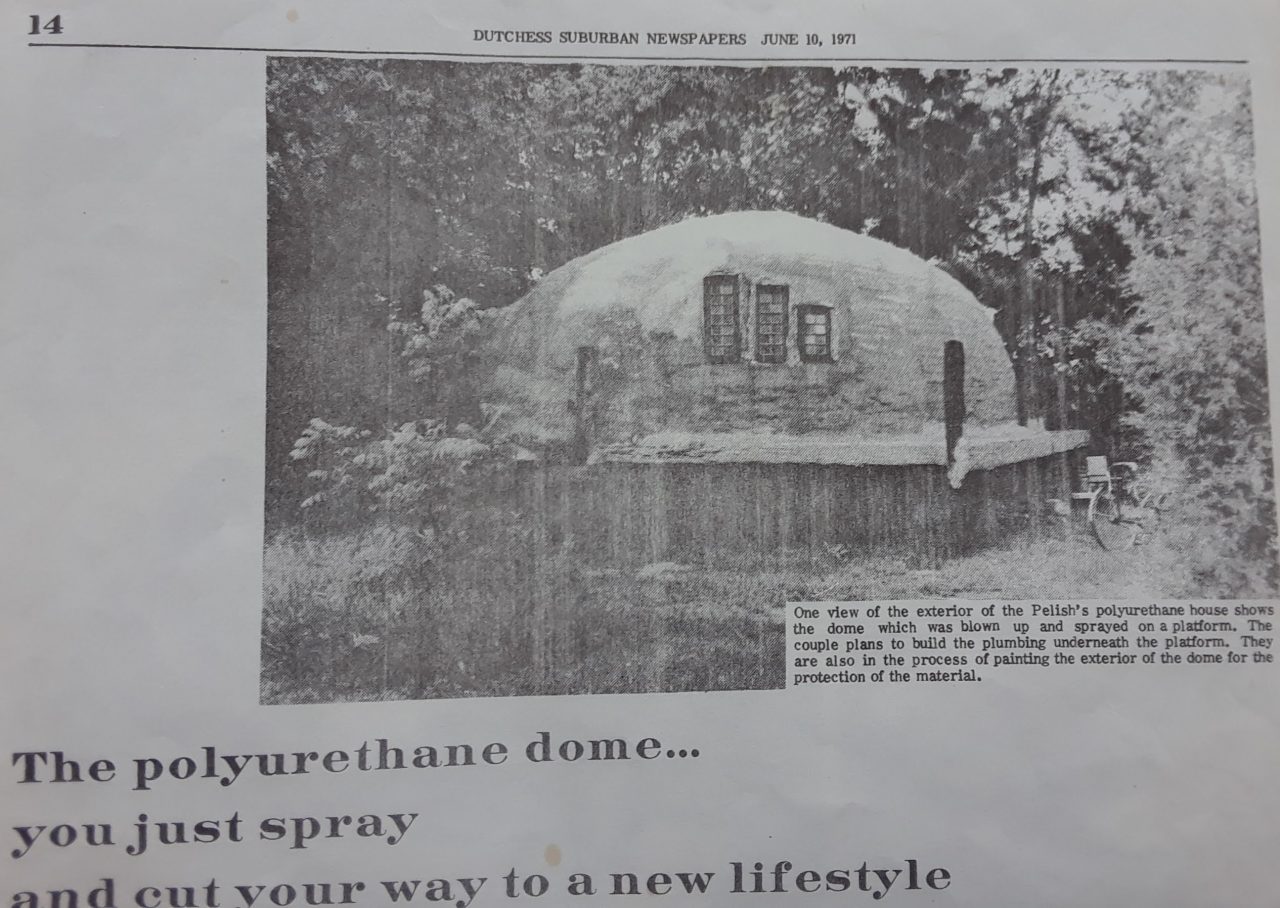 14
DUTCHESS SUBURBAN NEWSPAPERS JUNE 10, 1971
One view of the exterior of the Pelish's polyurethane house shows
the dome which was blown up and sprayed on a platform. The
couple plans to build the plumbing underneath the platform. They
are also in the process of painting the exterior of the dome for the
protection of the material.
The polyurethane dome...
you just spray
and cut your way to a new lifestyle